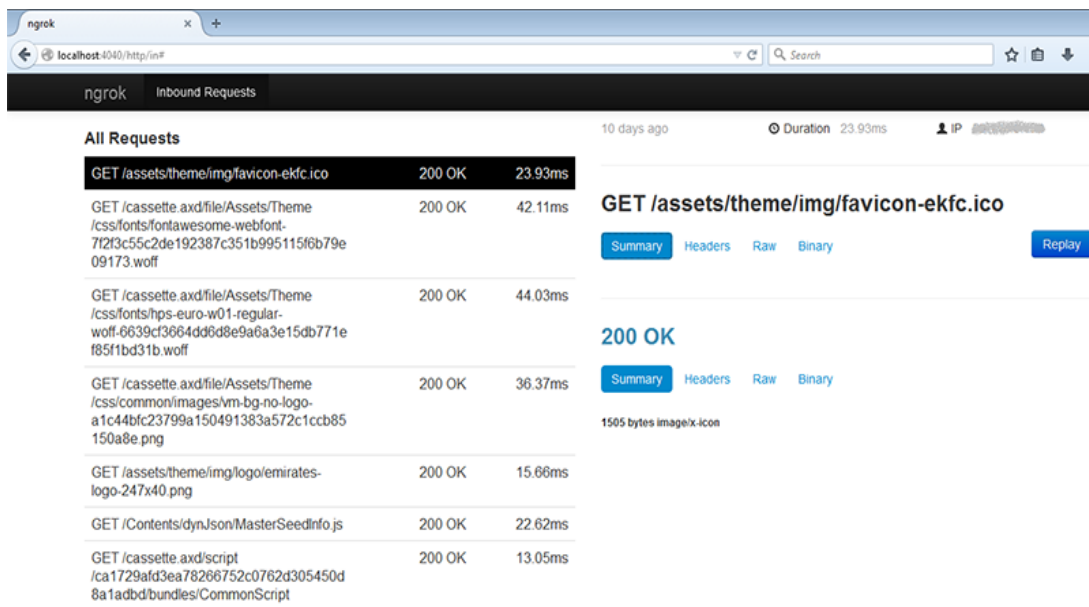 ngrok
localhost:4040/http/in#
Search
ngrok Inbound Requests
All Requests
GET /assets/theme/img/favicon-ekfc.ico 200 OK 23.93ms
GET /cassette.axd/file/Assets/Theme 200 OK 42.11ms
/css/fonts/fontawesome-webfont-
7f2f3c55c2de192387c351b995115f6b79e
09173.woff
GET /cassette.axd/file/Assets/Theme 200 OK 44.03ms
/css/fonts/hps-euro-w01-regular-
woff-6639cf3664dd6d8e9a6a3e15db771e
f85f1bd31b.woff
GET /cassette.axd/file/Assets/Theme 200 OK 36.37ms
/css/common/images/vm-bg-no-logo-
a1c44bfc23799a150491383a572c1ccb85
150a8e.png
GET /assets/theme/img/logo/emirates- 200 OK 15.66ms
logo-247x40.png
GET /Contents/dynJson/MasterSeedInfo.js 200 OK 22.62ms
GET /cassette.axd/script 200 OK 13.05ms
/ca1729afd3ea78266752c0762d305450d
8a1adbd/bundles/CommonScript
10 days ago Duration 23.93ms IP
GET /assets/theme/img/favicon-ekfc.ico
Summary Headers Raw Binary Replay
200 OK
Summary Headers Raw Binary
1505 bytes image/x-icon